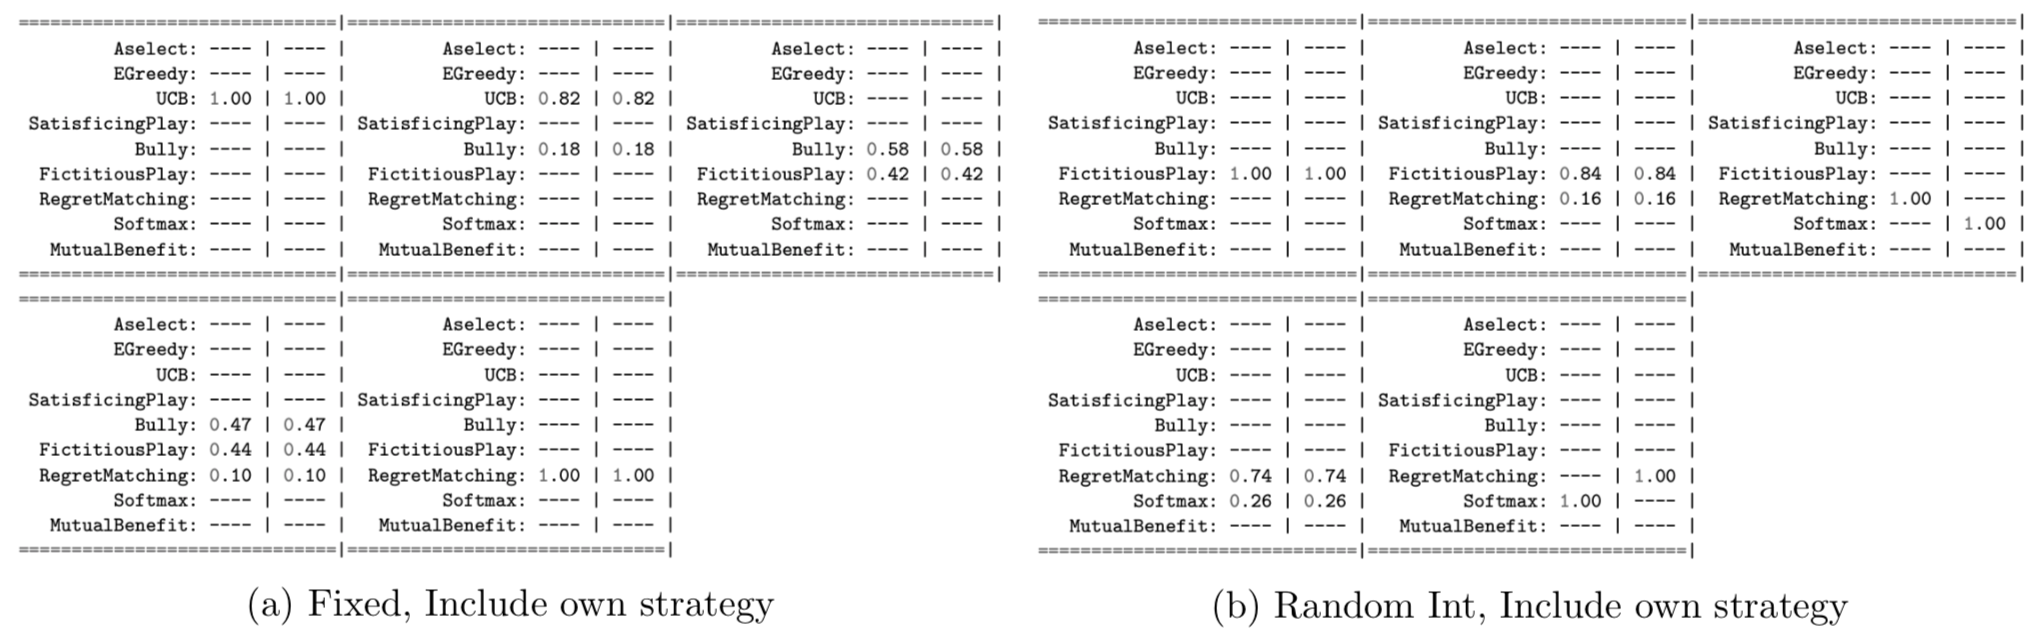 ==============================|==============================|==============================|
Aselect: ---- | ---- | Aselect: ---- | ---- | Aselect: ---- | ---- |
EGreedy: ---- | ---- | EGreedy: ---- | ---- | EGreedy: ---- | ---- |
UCB: 1.00 | 1.00 | UCB: 0.82 | 0.82 | UCB: ---- | ---- |
SatisficingPlay: ---- | ---- | SatisficingPlay: ---- | ---- | SatisficingPlay: ---- | ---- |
Bully: ---- | ---- | Bully: 0.18 | 0.18 | Bully: 0.58 | 0.58 |
FictitiousPlay: ---- | ---- | FictitiousPlay: ---- | ---- | FictitiousPlay: 0.42 | 0.42 |
RegretMatching: ---- | ---- | RegretMatching: ---- | ---- | RegretMatching: ---- | ---- |
Softmax: ---- | ---- | Softmax: ---- | ---- | Softmax: ---- | ---- |
MutualBenefit: ---- | ---- | MutualBenefit: ---- | ---- | MutualBenefit: ---- | ---- |
==============================|==============================|==============================|
==============================|==============================|
Aselect: ---- | ---- | Aselect: ---- | ---- |
EGreedy: ---- | ---- | EGreedy: ---- | ---- |
UCB: ---- | ---- | UCB: ---- | ---- |
SatisficingPlay: ---- | ---- | SatisficingPlay: ---- | ---- |
Bully: 0.47 | 0.47 | Bully: ---- | ---- |
FictitiousPlay: 0.44 | 0.44 | FictitiousPlay: ---- | ---- |
RegretMatching: 0.10 | 0.10 | RegretMatching: 1.00 | 1.00 |
Softmax: ---- | ---- | Softmax: ---- | ---- |
MutualBenefit: ---- | ---- | MutualBenefit: ---- | ---- |
==============================|==============================|
(a) Fixed, Include own strategy
==============================|==============================|==============================|
Aselect: ---- | ---- | Aselect: ---- | ---- | Aselect: ---- | ---- |
EGreedy: ---- | ---- | EGreedy: ---- | ---- | EGreedy: ---- | ---- |
UCB: ---- | ---- | UCB: ---- | ---- | UCB: ---- | ---- |
SatisficingPlay: ---- | ---- | SatisficingPlay: ---- | ---- | SatisficingPlay: ---- | ---- |
Bully: ---- | ---- | Bully: ---- | ---- | Bully: ---- | ---- |
FictitiousPlay: 1.00 | 1.00 | FictitiousPlay: 0.84 | 0.84 | FictitiousPlay: ---- | ---- |
RegretMatching: ---- | ---- | RegretMatching: 0.16 | 0.16 | RegretMatching: 1.00 | ---- |
Softmax: ---- | ---- | Softmax: ---- | ---- | Softmax: ---- | 1.00 |
MutualBenefit: ---- | ---- | MutualBenefit: ---- | ---- | MutualBenefit: ---- | ---- |
==============================|==============================|==============================|
==============================|==============================|
Aselect: ---- | ---- | Aselect: ---- | ---- |
EGreedy: ---- | ---- | EGreedy: ---- | ---- |
UCB: ---- | ---- | UCB: ---- | ---- |
SatisficingPlay: ---- | ---- | SatisficingPlay: ---- | ---- |
Bully: ---- | ---- | Bully: ---- | ---- |
FictitiousPlay: ---- | ---- | FictitiousPlay: ---- | ---- |
RegretMatching: 0.74 | 0.74 | RegretMatching: ---- | 1.00 |
Softmax: 0.26 | 0.26 | Softmax: 1.00 | ---- |
MutualBenefit: ---- | ---- | MutualBenefit: ---- | ---- |
==============================|==============================|
(b) Random Int, Include own strategy